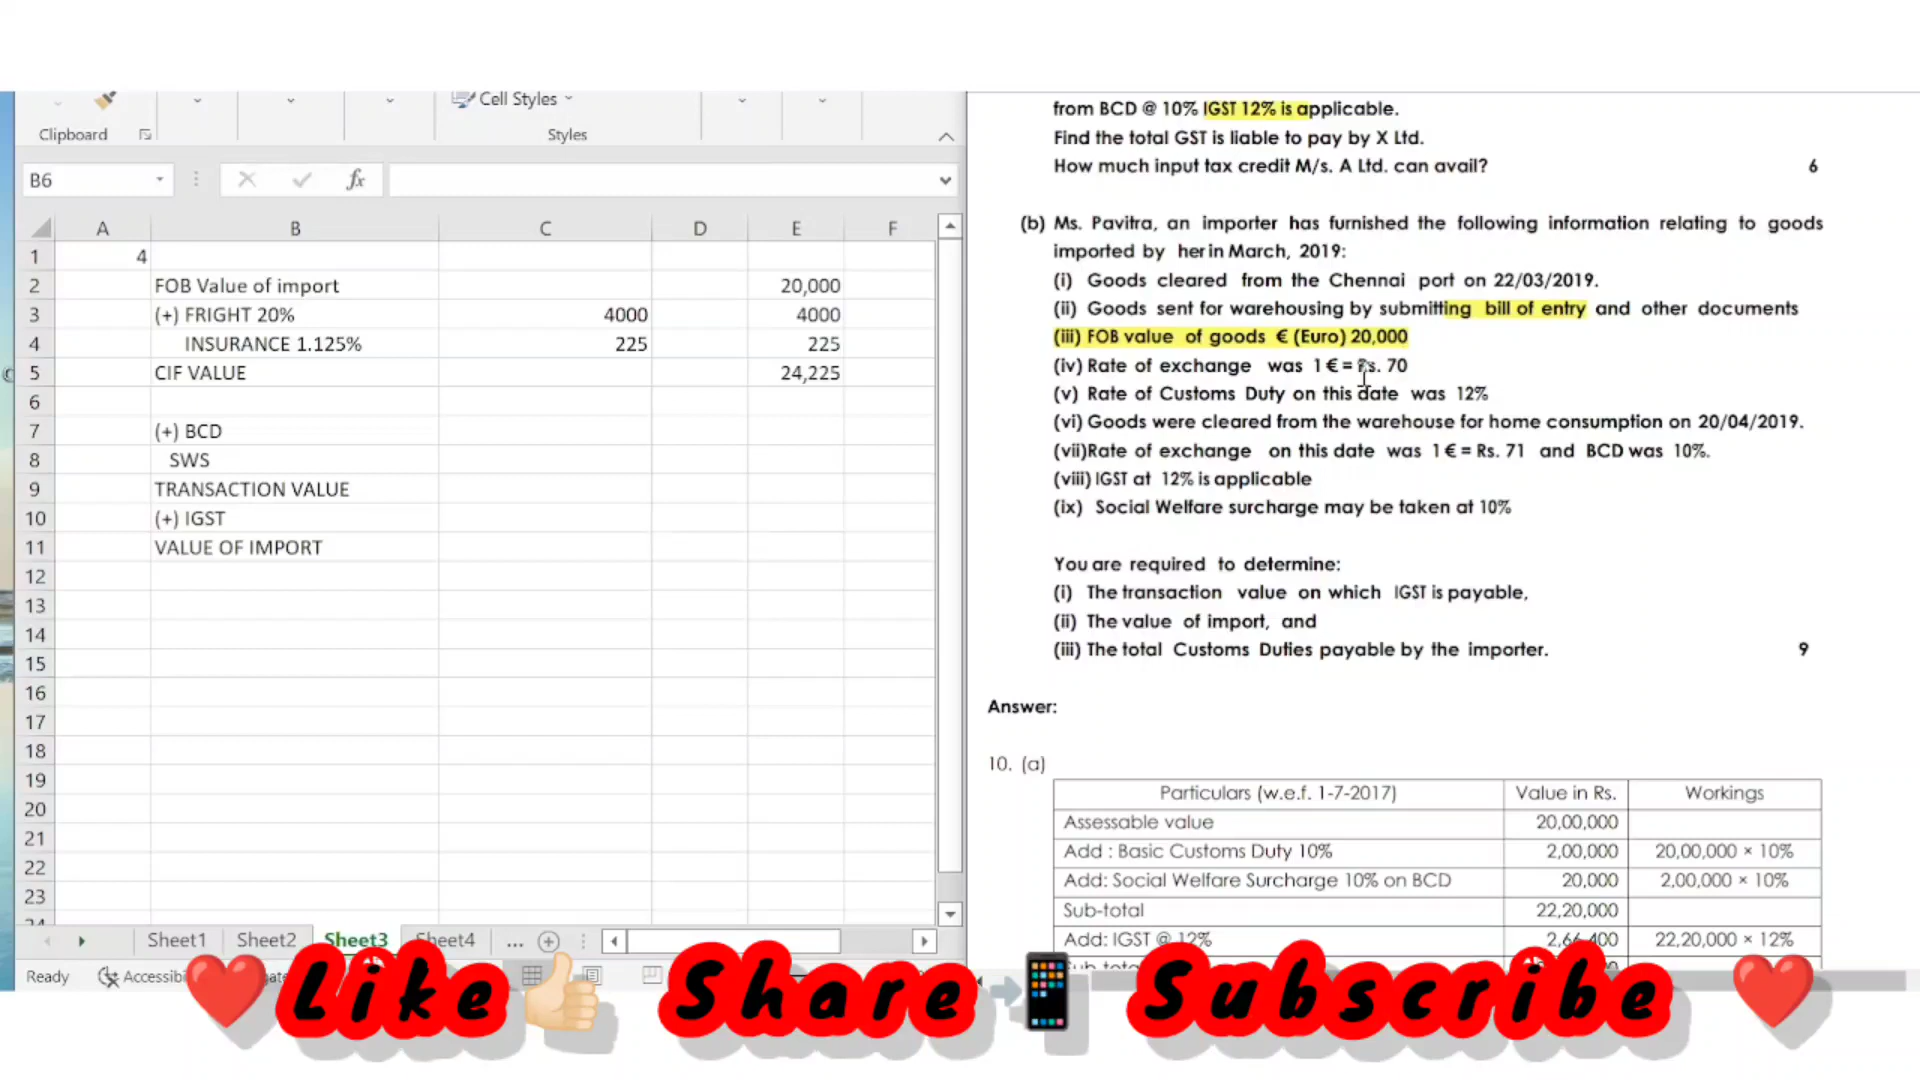 Cell Styles
Clipboard
Styles
B6
fx
A B C D E F
1 4
2 FOB Value of import 20,000
3 (+) FRIGHT 20% 4000 4000
4 INSURANCE 1.125% 225 225
5 CIF VALUE 24,225
6
7 (+) BCD
8 SWS
9 TRANSACTION VALUE
10 (+) IGST
11 VALUE OF IMPORT
12
13
14
15
16
17
18
19
20
21
22
23
Sheet1 Sheet2 Sheet3 Sheet4 ...
Ready
from BCD @ 10% IGST 12% is applicable.
Find the total GST is liable to pay by X Ltd.
How much input tax credit M/s. A Ltd. can avail? 6
(b) Ms. Pavitra, an importer has furnished the following information relating to goods
imported by her in March, 2019:
(i) Goods cleared from the Chennai port on 22/03/2019.
(ii) Goods sent for warehousing by submitting bill of entry and other documents
(iii) FOB value of goods € (Euro) 20,000
(iv) Rate of exchange was 1 € = Rs. 70
(v) Rate of Customs Duty on this date was 12%
(vi) Goods were cleared from the warehouse for home consumption on 20/04/2019.
(vii)Rate of exchange on this date was 1 € = Rs. 71 and BCD was 10%.
(viii) IGST at 12% is applicable
(ix) Social Welfare surcharge may be taken at 10%
You are required to determine:
(i) The transaction value on which IGST is payable,
(ii) The value of import, and
(iii) The total Customs Duties payable by the importer. 9
Answer:
10. (a)
Particulars (w.e.f. 1-7-2017) Value in Rs. Workings
Assessable value 20,00,000
Add : Basic Customs Duty 10% 2,00,000 20,00,000 × 10%
Add: Social Welfare Surcharge 10% on BCD 20,000 2,00,000 × 10%
Sub-total 22,20,000
Add: IGST @ 12% 2,66,400 22,20,000 × 12%
Like Share Subscribe